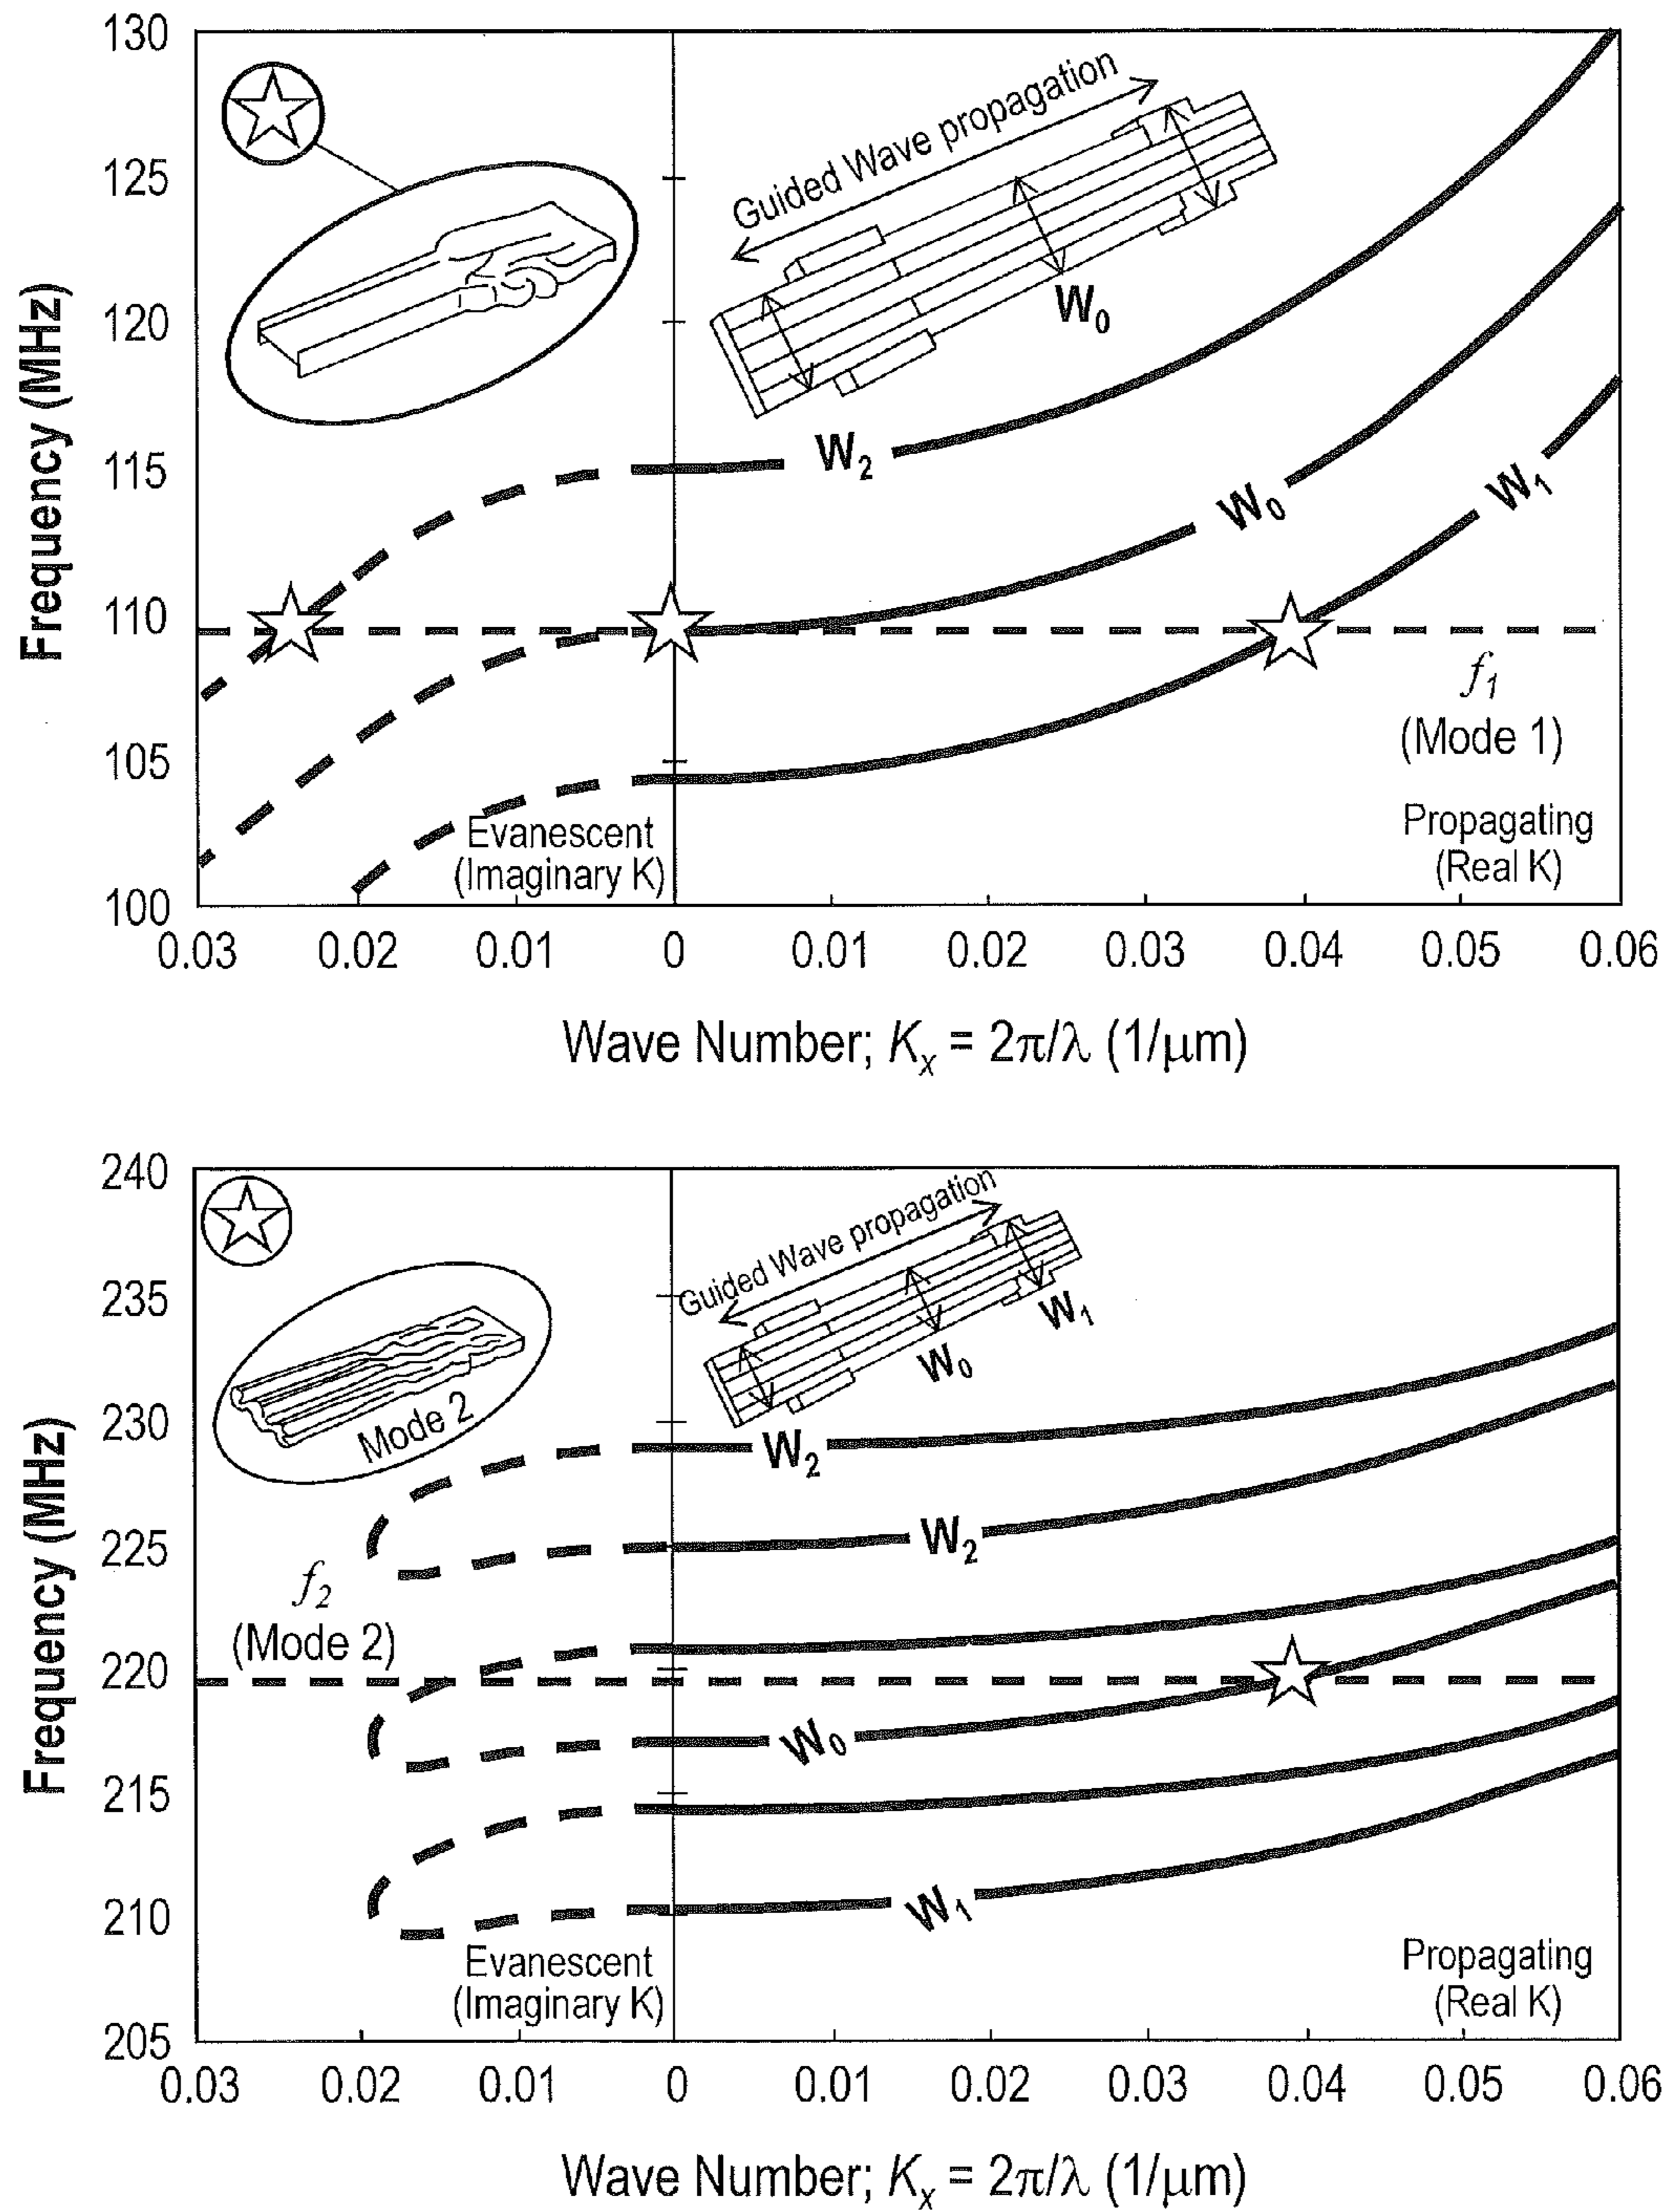 130
125
120
115
110
105
100
Frequency (MHz)
Guided Wave propagation
W0
W2
W0
W1
f1
(Mode 1)
Evanescent
(Imaginary K)
Propagating
(Real K)
0.03 0.02 0.01 0 0.01 0.02 0.03 0.04 0.05 0.06
Wave Number; Kx = 2π/λ (1/μm)
240
235
230
225
220
215
210
205
Frequency (MHz)
Guided Wave propagation
W1
W0
Mode 2
W2
W2
f2
(Mode 2)
W0
W1
Evanescent
(Imaginary K)
Propagating
(Real K)
0.03 0.02 0.01 0 0.01 0.02 0.03 0.04 0.05 0.06
Wave Number; Kx = 2π/λ (1/μm)